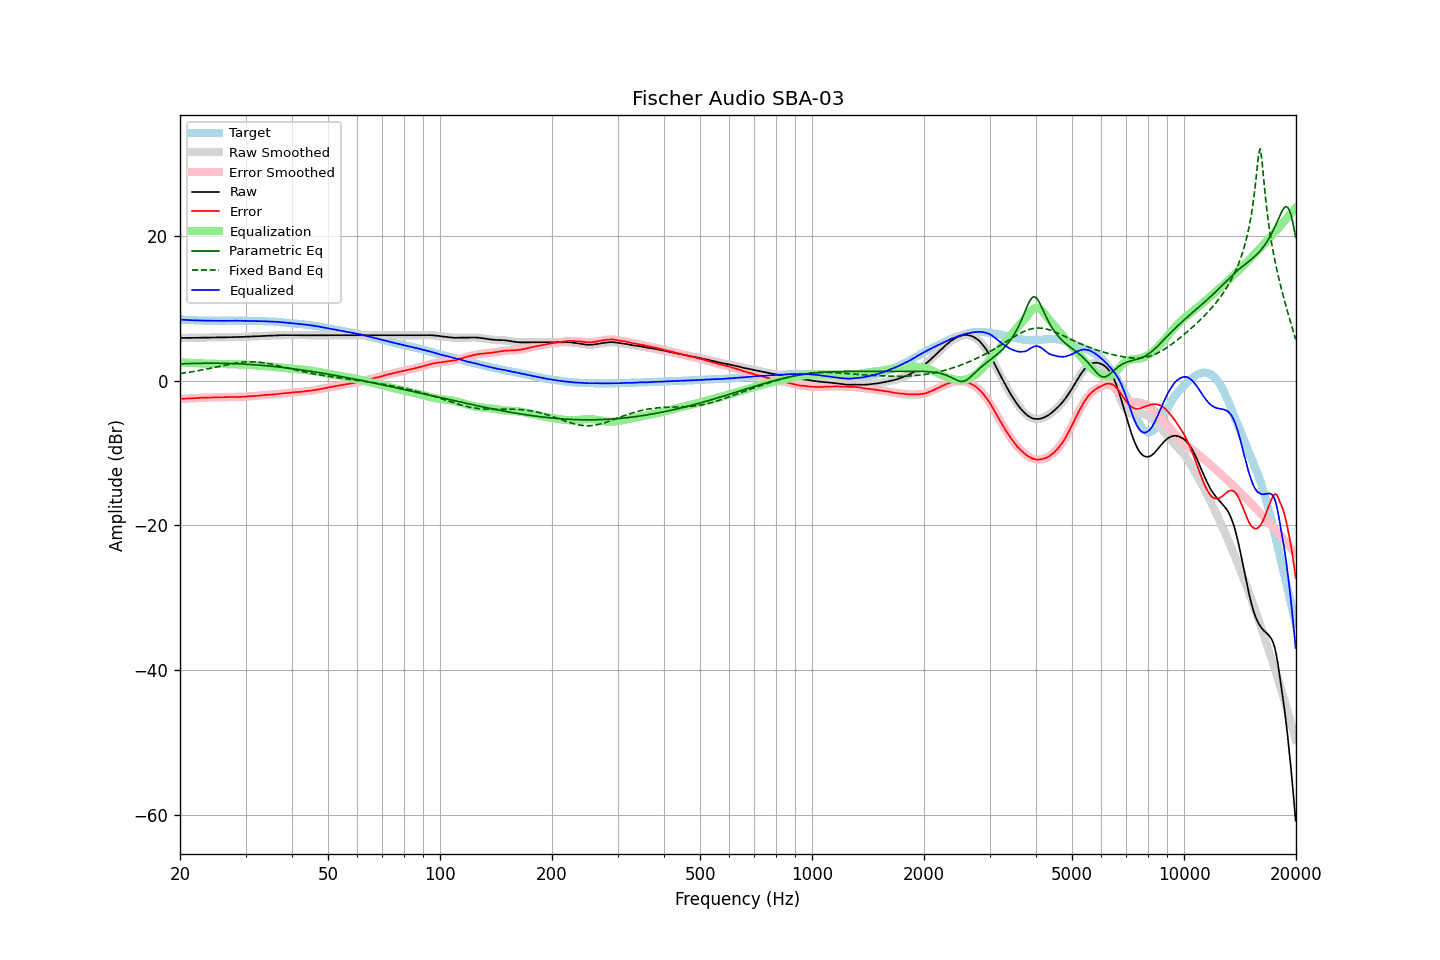 Fischer Audio SBA-03
Target
Raw Smoothed
Error Smoothed
Raw
Error
Equalization
Parametric Eq
Fixed Band Eq
Equalized
Amplitude (dBr)
20
0
−20
−40
−60
20
50
100
200
500
1000
2000
5000
10000
20000
Frequency (Hz)